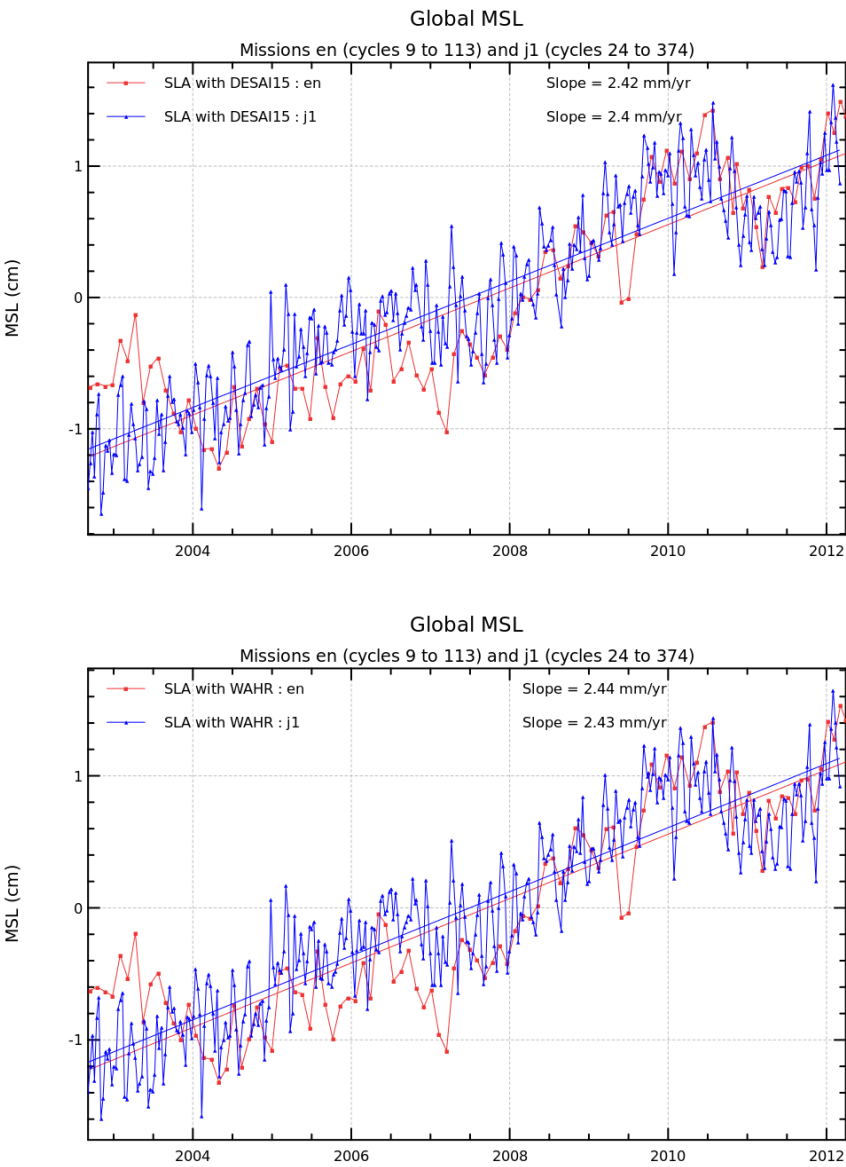 Global MSL
Missions en (cycles 9 to 113) and j1 (cycles 24 to 374)
SLA with DESAI15 : en Slope = 2.42 mm/yr
SLA with DESAI15 : j1 Slope = 2.4 mm/yr
1
0
-1
MSL (cm)
2004 2006 2008 2010 2012
Global MSL
Missions en (cycles 9 to 113) and j1 (cycles 24 to 374)
SLA with WAHR : en Slope = 2.44 mm/yr
SLA with WAHR : j1 Slope = 2.43 mm/yr
1
0
-1
MSL (cm)
2004 2006 2008 2010 2012